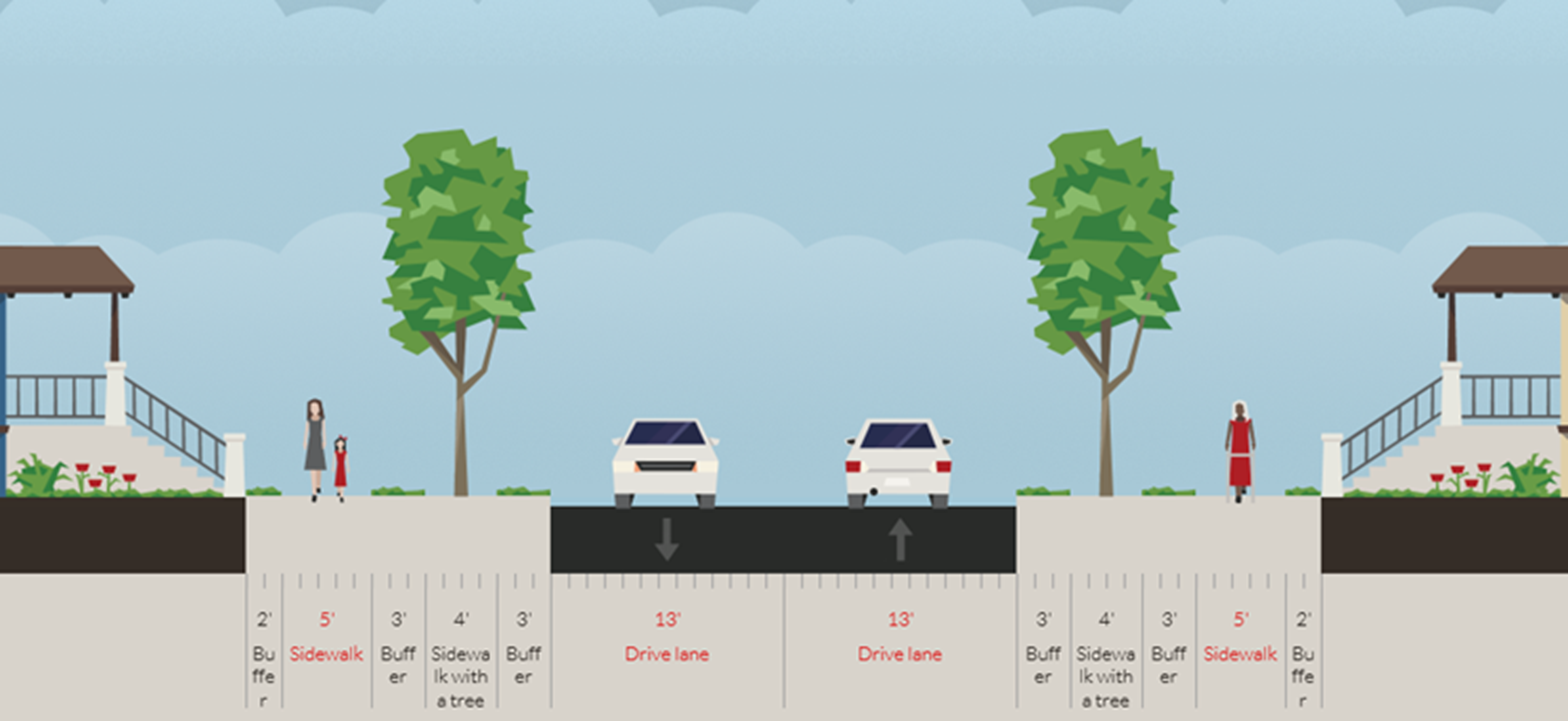 2'
Bu
ffe
r
5'
Sidewalk
3'
Buff
er
4'
Sidewa
lk with
a tree
3'
Buff
er
13'
Drive lane
13'
Drive lane
3'
Buff
er
4'
Sidewa
lk with
a tree
3'
Buff
er
5'
Sidewalk
2'
Bu
ffe
r